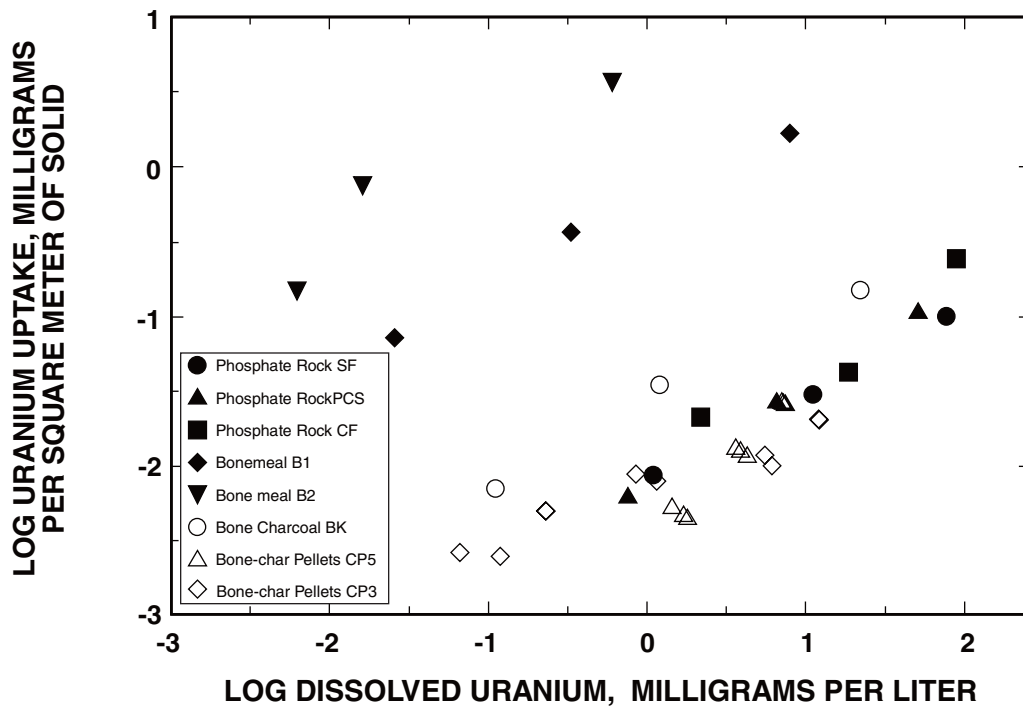 LOG URANIUM UPTAKE, MILLIGRAMS
PER SQUARE METER OF SOLID
1
0
-1
-2
-3
Phosphate Rock SF
Phosphate RockPCS
Phosphate Rock CF
Bonemeal B1
Bone meal B2
Bone Charcoal BK
Bone-char Pellets CP5
Bone-char Pellets CP3
-3 -2 -1 0 1 2
LOG DISSOLVED URANIUM, MILLIGRAMS PER LITER